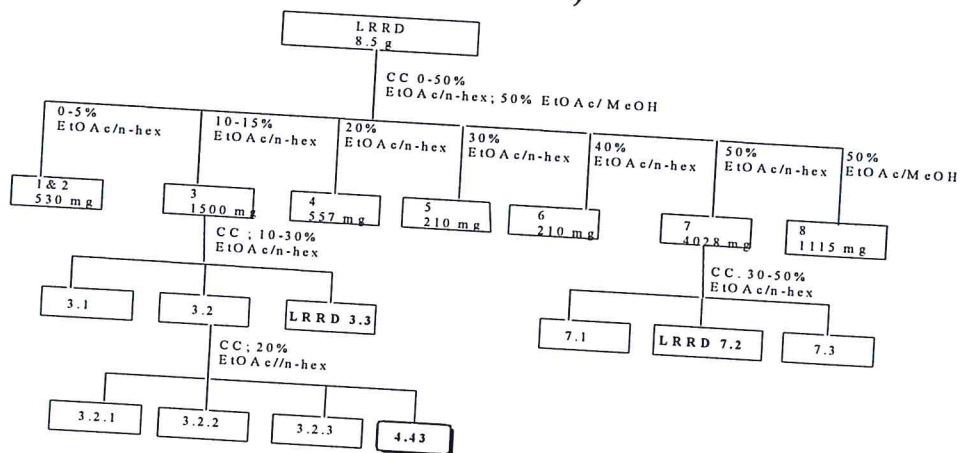 LRRD
8.5 g
CC 0-50%
EtOAc/n-hex; 50% EtOAc/MeOH
0-5%
EtOAc/n-hex
10-15%
EtOAc/n-hex
20%
EtOAc/n-hex
30%
EtOAc/n-hex
40%
EtOAc/n-hex
50%
EtOAc/n-hex
50%
EtOAc/MeOH
1 & 2
530 mg
3
1500 mg
4
557 mg
5
210 mg
6
210 mg
7
4028 mg
8
1115 mg
CC ; 10-30%
EtOAc/n-hex
CC. 30-50%
EtOAc/n-hex
3.1
3.2
LRRD 3.3
7.1
LRRD 7.2
7.3
CC; 20%
EtOAc//n-hex
3.2.1
3.2.2
3.2.3
4.43